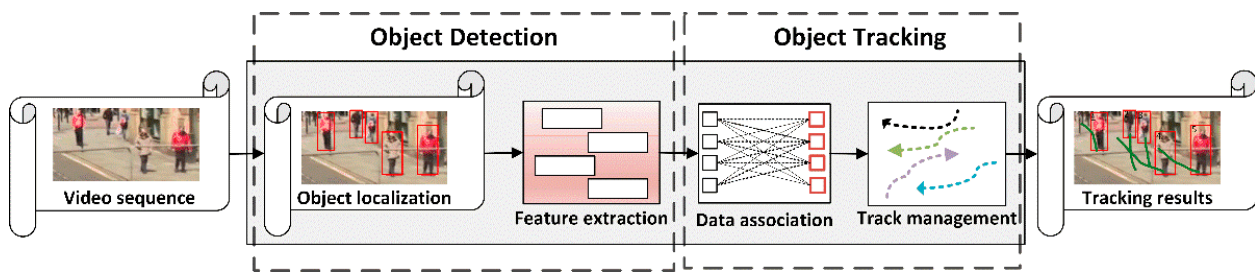 Object Detection
Object Tracking
Video sequence
Object localization
Feature extraction
Data association
Track management
Tracking results